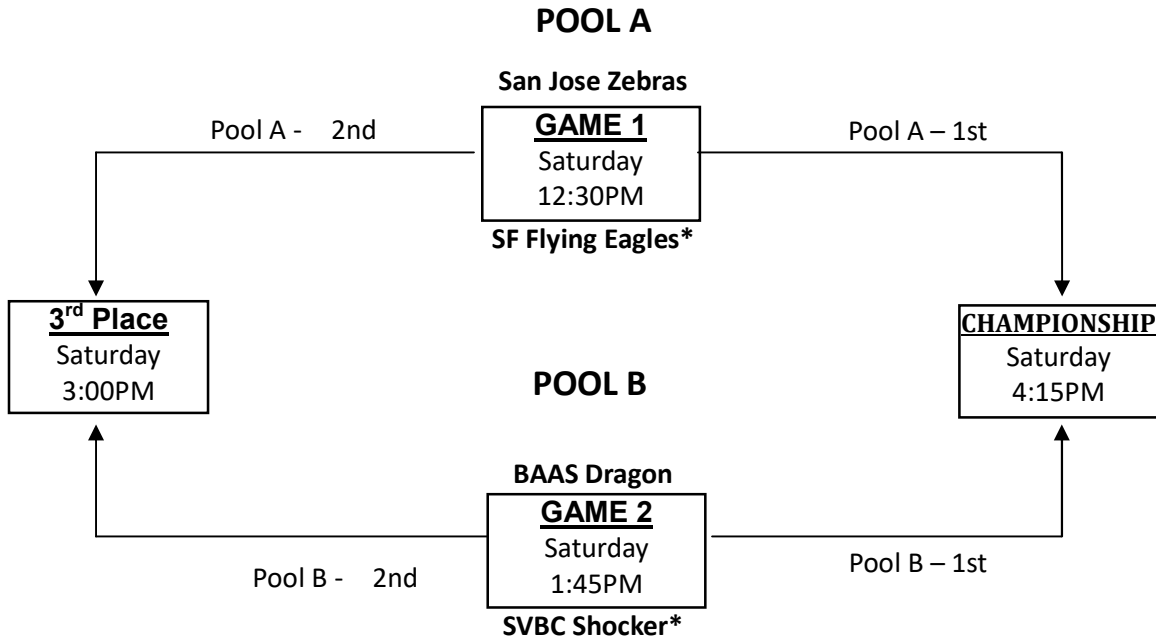 POOL A
San Jose Zebras
Pool A - 2nd
GAME 1
Saturday
12:30PM
Pool A – 1st
SF Flying Eagles*
3rd Place
Saturday
3:00PM
CHAMPIONSHIP
Saturday
4:15PM
POOL B
BAAS Dragon
GAME 2
Saturday
1:45PM
Pool B - 2nd
Pool B – 1st
SVBC Shocker*